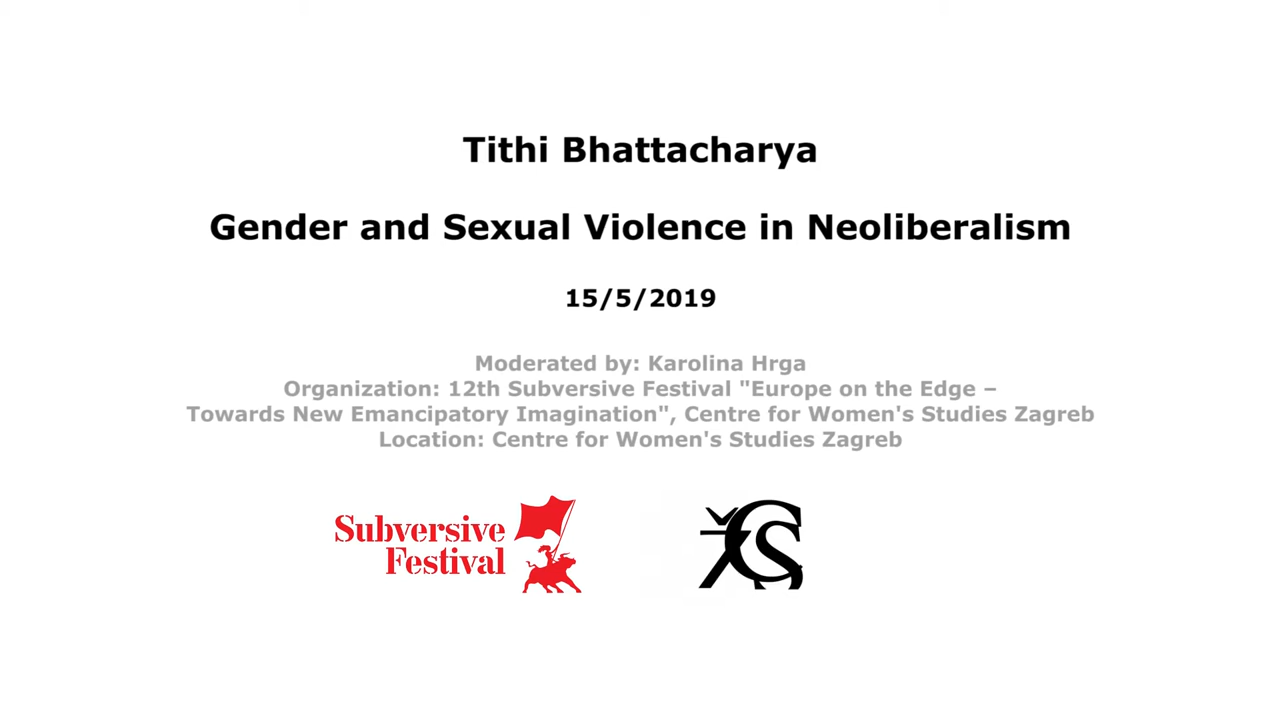 Tithi Bhattacharya
Gender and Sexual Violence in Neoliberalism
15/5/2019
Moderated by: Karolina Hrga
Organization: 12th Subversive Festival "Europe on the Edge –
Towards New Emancipatory Imagination", Centre for Women's Studies Zagreb
Location: Centre for Women's Studies Zagreb
Subversive
Festival